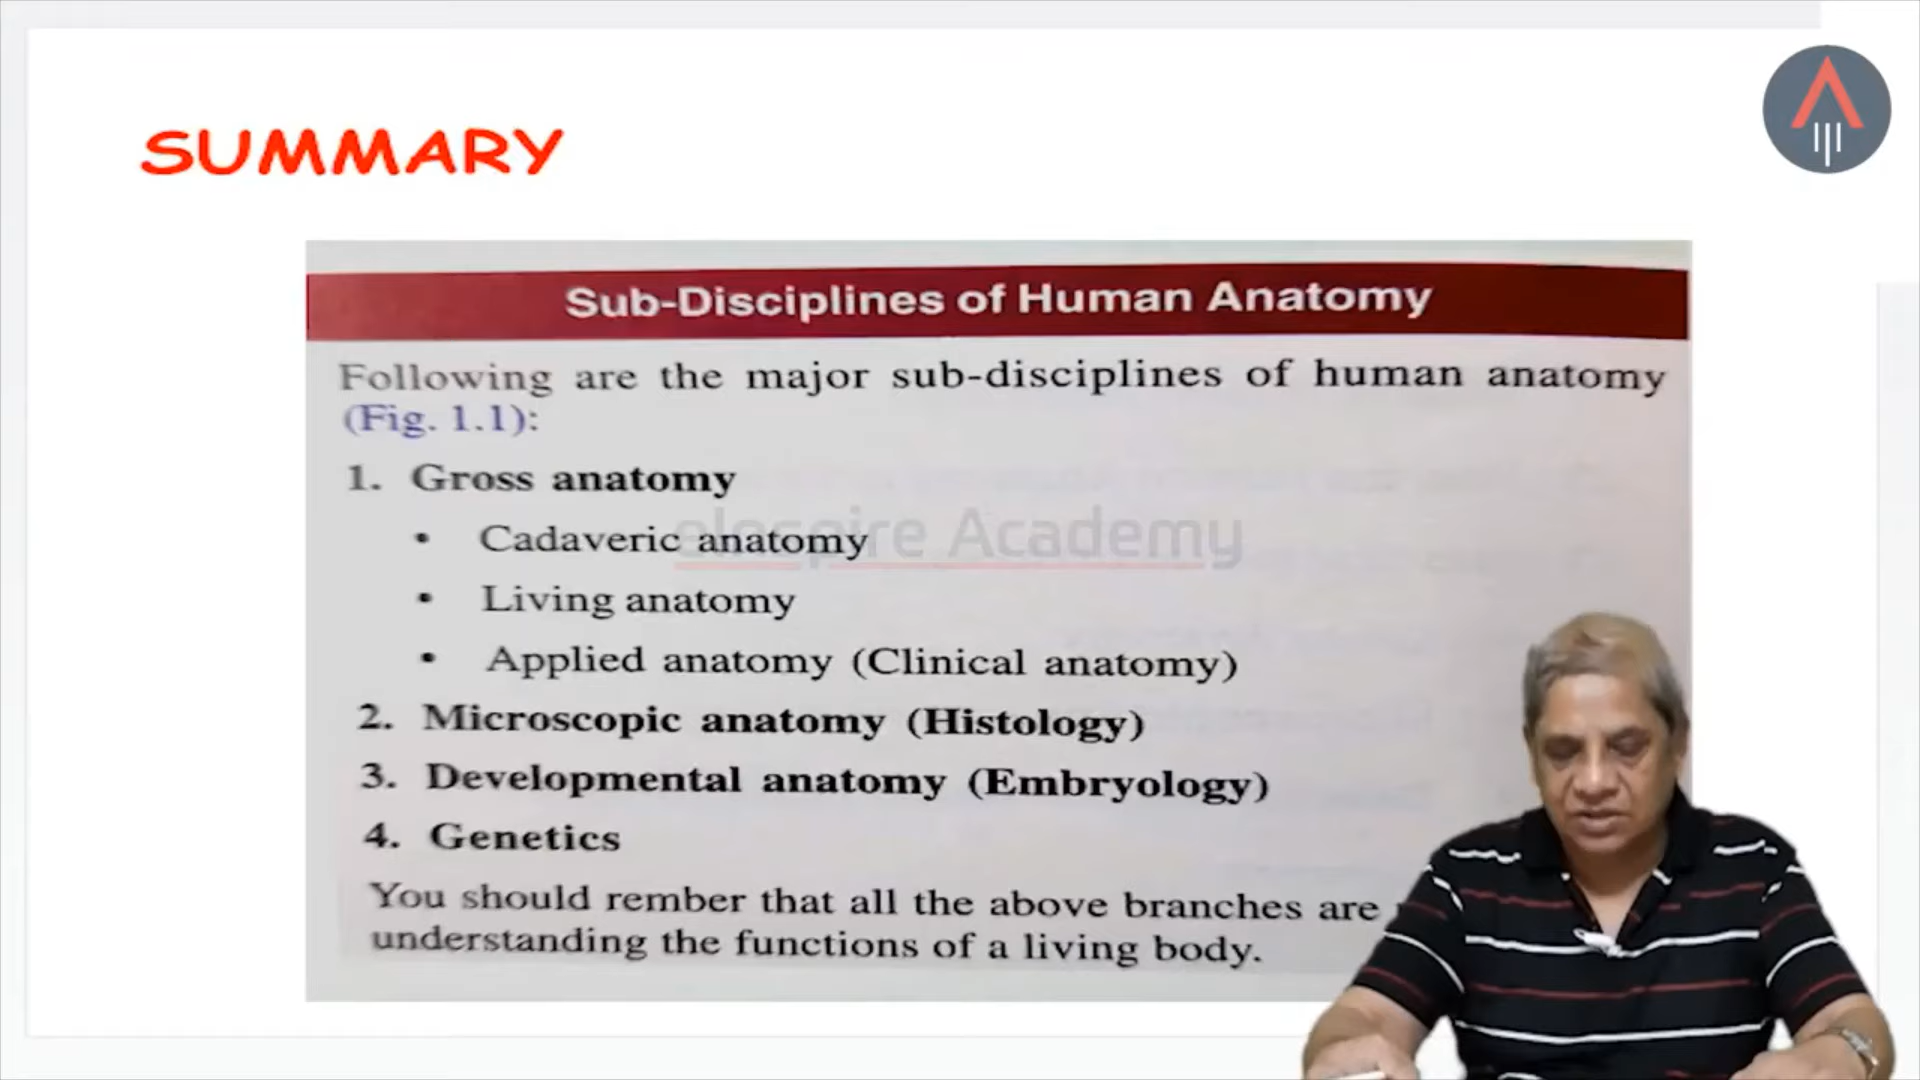 SUMMARY
Sub-Disciplines of Human Anatomy
Following are the major sub-disciplines of human anatomy
(Fig. 1.1):
1. Gross anatomy
• Cadaveric anatomy
• Living anatomy
• Applied anatomy (Clinical anatomy)
2. Microscopic anatomy (Histology)
3. Developmental anatomy (Embryology)
4. Genetics
You should rember that all the above branches are
understanding the functions of a living body.
Academy